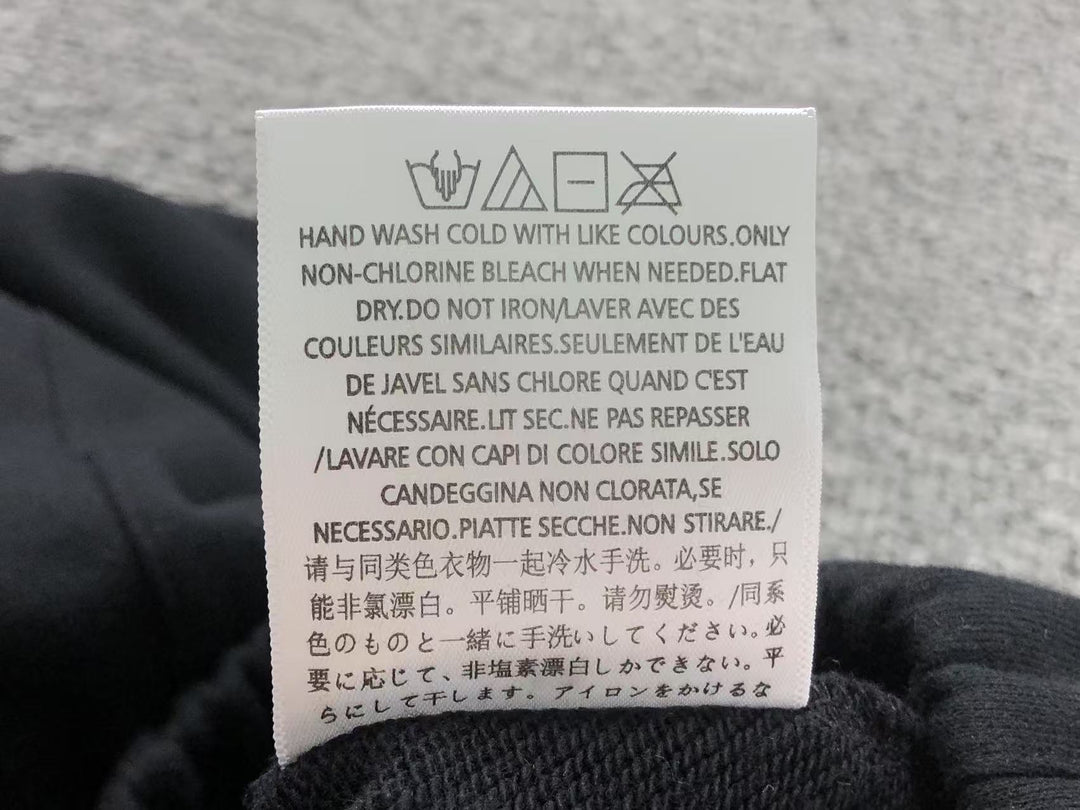 HAND WASH COLD WITH LIKE COLOURS.ONLY
NON-CHLORINE BLEACH WHEN NEEDED.FLAT
DRY.DO NOT IRON/LAVER AVEC DES
COULEURS SIMILAIRES.SEULEMENT DE L'EAU
DE JAVEL SANS CHLORE QUAND C'EST
NÉCESSAIRE.LIT SEC.NE PAS REPASSER
/LAVARE CON CAPI DI COLORE SIMILE.SOLO
CANDEGGINA NON CLORATA,SE
NECESSARIO.PIATTE SECCHE.NON STIRARE./
请与同类色衣物一起冷水手洗。必要时，只
能非氯漂白。平铺晒干。请勿熨烫。/同系
色のものと一緒に手洗いしてください。必
要に応じて、非塩素漂白しかできない。平
らにして干します。アイロンをかけるな